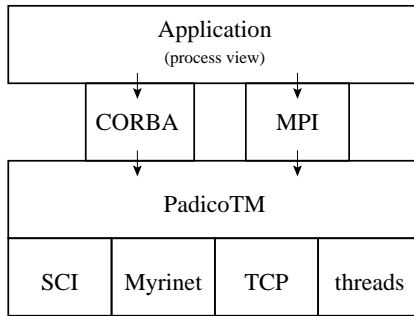 Application
(process view)
CORBA MPI
PadicoTM
SCI Myrinet TCP threads